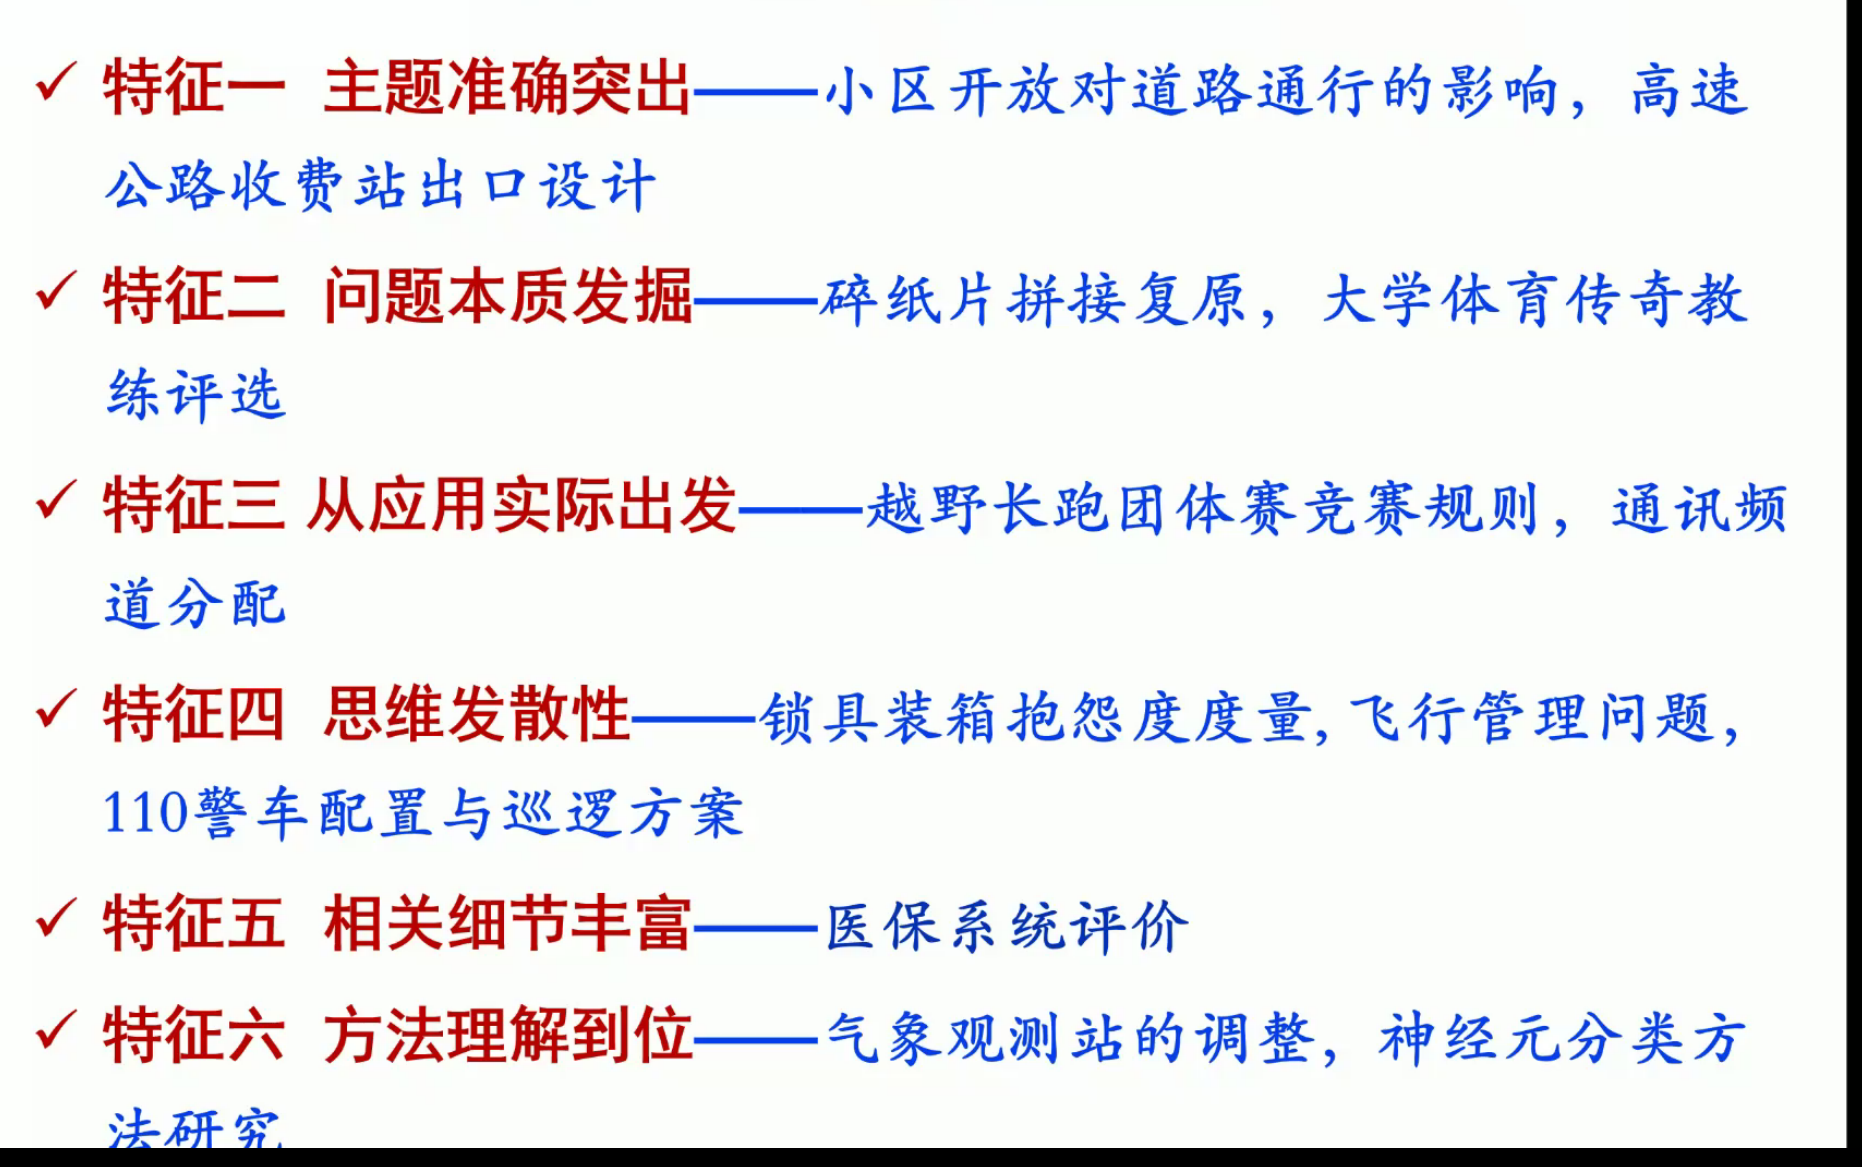 ✓ 特征一 主题准确突出——小区开放对道路通行的影响，高速
公路收费站出口设计
✓ 特征二 问题本质发掘——碎纸片拼接复原，大学体育传奇教
练评选
✓ 特征三 从应用实际出发——越野长跑团体赛竞赛规则，通讯频
道分配
✓ 特征四 思维发散性——锁具装箱抱怨度度量,飞行管理问题，
110警车配置与巡逻方案
✓ 特征五 相关细节丰富——医保系统评价
✓ 特征六 方法理解到位——气象观测站的调整，神经元分类方
法研究